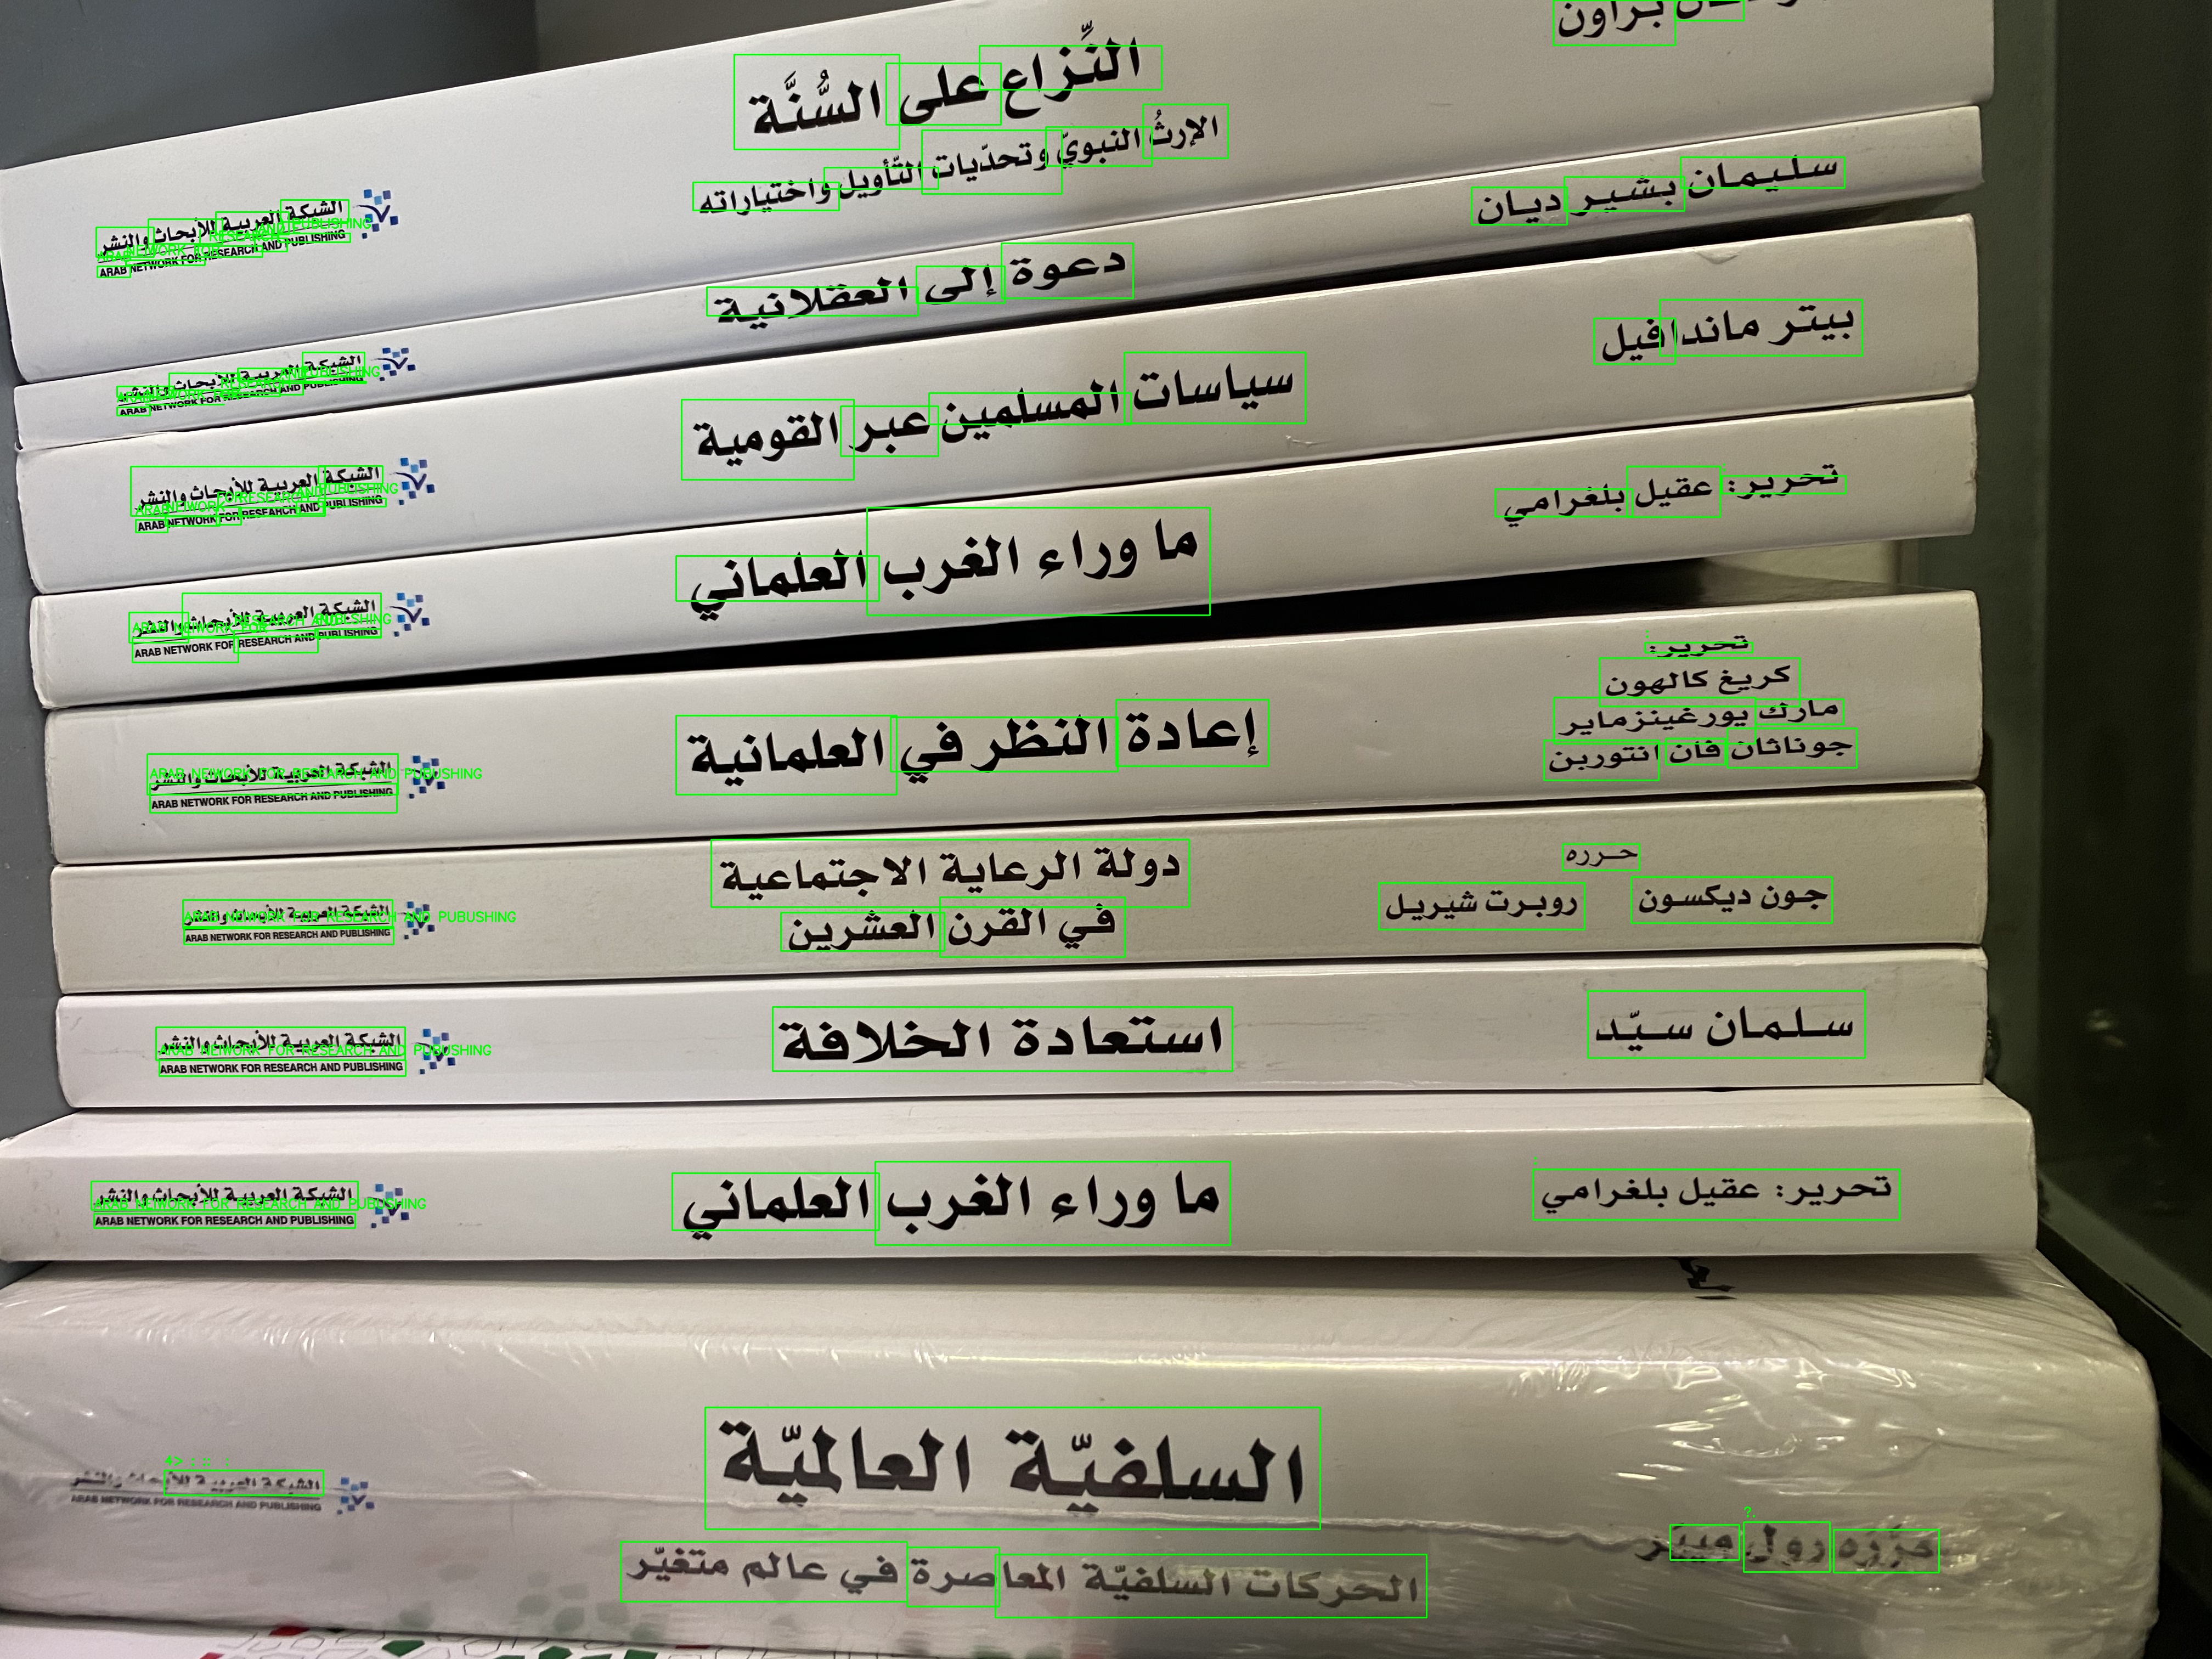 براون
النِّزاع على السُّنَّة
الإرثُ النبويّ وتحدّيات التّأويل واختياراته
الشبكة العربية للأبحاث والنشر
ARAB NETWORK FOR RESEARCH AND PUBLISHING
سليمان بشير ديان
دعوة إلى العقلانية
الشبكة العربية للأبحاث والنشر
ARAB NETWORK FOR RESEARCH AND PUBLISHING
بيتر ماندافيل
سياسات المسلمين عبر القومية
الشبكة العربية للأبحاث والنشر
ARAB NETWORK FOR RESEARCH AND PUBLISHING
تحرير: عقيل بلغرامي
ما وراء الغرب العلماني
الشبكة العربية للأبحاث والنشر
ARAB NETWORK FOR RESEARCH AND PUBLISHING
تحرير:
كريغ كالهون
مارك يورغينزماير
جوناثان فان انتوربن
إعادة النظر في العلمانية
الشبكة العربية للأبحاث والنشر
ARAB NETWORK FOR RESEARCH AND PUBLISHING
حرره
جون ديكسون روبرت شيريل
دولة الرعاية الاجتماعية
في القرن العشرين
الشبكة العربية للأبحاث والنشر
ARAB NETWORK FOR RESEARCH AND PUBLISHING
سلمان سيّد
استعادة الخلافة
الشبكة العربية للأبحاث والنشر
ARAB NETWORK FOR RESEARCH AND PUBLISHING
تحرير: عقيل بلغرامي
ما وراء الغرب العلماني
الشبكة العربية للأبحاث والنشر
ARAB NETWORK FOR RESEARCH AND PUBLISHING
السلفيّة العالميّة
الحركات السلفيّة المعاصرة في عالم متغيّر
حرّره رول مييّر
الشبكة العربية للأبحاث والنشر
ARAB NETWORK FOR RESEARCH AND PUBLISHING